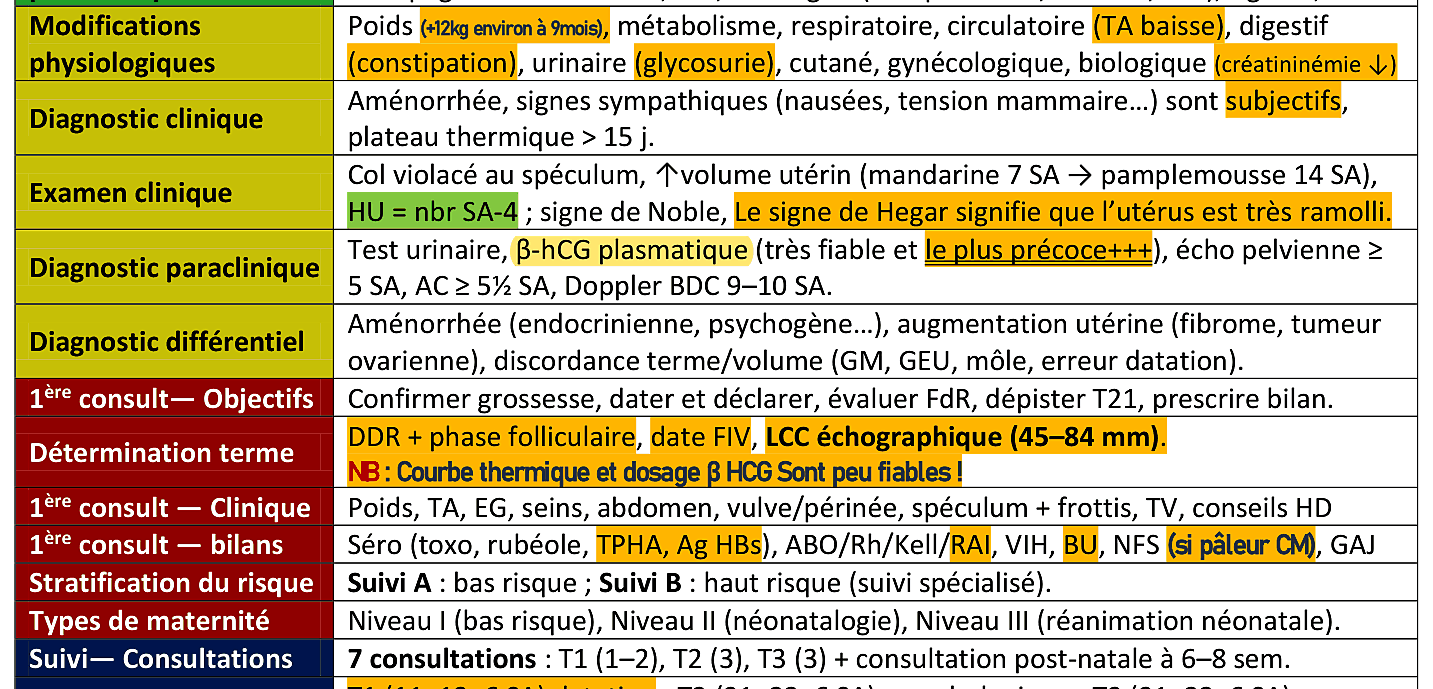 Modifications physiologiques
Poids (+12kg environ à 9mois), métabolisme, respiratoire, circulatoire (TA baisse), digestif
(constipation), urinaire (glycosurie), cutané, gynécologique, biologique (créatininémie ↓)
Diagnostic clinique
Aménorrhée, signes sympathiques (nausées, tension mammaire…) sont subjectifs,
plateau thermique > 15 j.
Examen clinique
Col violacé au spéculum, ↑volume utérin (mandarine 7 SA → pamplemousse 14 SA),
HU = nbr SA-4 ; signe de Noble, Le signe de Hegar signifie que l’utérus est très ramolli.
Diagnostic paraclinique
Test urinaire, β-hCG plasmatique (très fiable et le plus précoce+++), écho pelvienne ≥
5 SA, AC ≥ 5½ SA, Doppler BDC 9–10 SA.
Diagnostic différentiel
Aménorrhée (endocrinienne, psychogène…), augmentation utérine (fibrome, tumeur
ovarienne), discordance terme/volume (GM, GEU, môle, erreur datation).
1ère consult— Objectifs
Confirmer grossesse, dater et déclarer, évaluer FdR, dépister T21, prescrire bilan.
Détermination terme
DDR + phase folliculaire, date FIV, LCC échographique (45–84 mm).
NB : Courbe thermique et dosage β HCG Sont peu fiables !
1ère consult — Clinique
Poids, TA, EG, seins, abdomen, vulve/périnée, spéculum + frottis, TV, conseils HD
1ère consult — bilans
Séro (toxo, rubéole, TPHA, Ag HBs), ABO/Rh/Kell/RAI, VIH, BU, NFS (si pâleur CM), GAJ
Stratification du risque
Suivi A : bas risque ; Suivi B : haut risque (suivi spécialisé).
Types de maternité
Niveau I (bas risque), Niveau II (néonatalogie), Niveau III (réanimation néonatale).
Suivi— Consultations
7 consultations : T1 (1–2), T2 (3), T3 (3) + consultation post-natale à 6–8 sem.